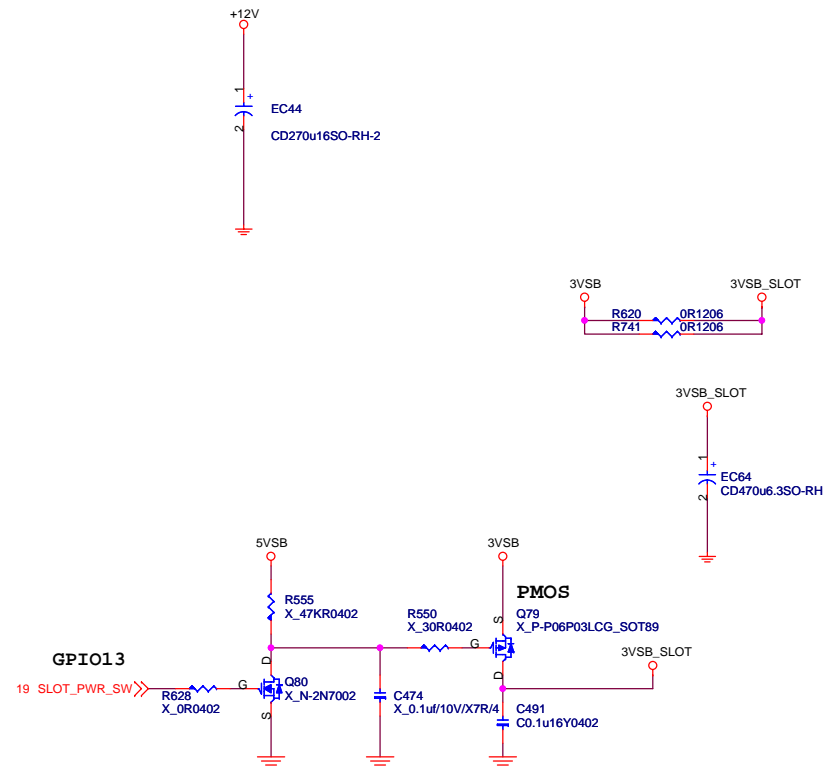 +12V
1
+
EC44
2
CD270u16SO-RH-2
3VSB
3VSB_SLOT
R620
0R1206
R741
0R1206
3VSB_SLOT
1
+
EC64
2
CD470u6.3SO-RH
5VSB
3VSB
PMOS
R555
X_47KR0402
R550
X_30R0402
S
Q79
X_P-P06P03LCG_SOT89
G
D
3VSB_SLOT
GPIO13
D
19 SLOT_PWR_SW
G
Q80
X_N-2N7002
R628
X_0R0402
S
C474
X_0.1uf/10V/X7R/4
C491
C0.1u16Y0402